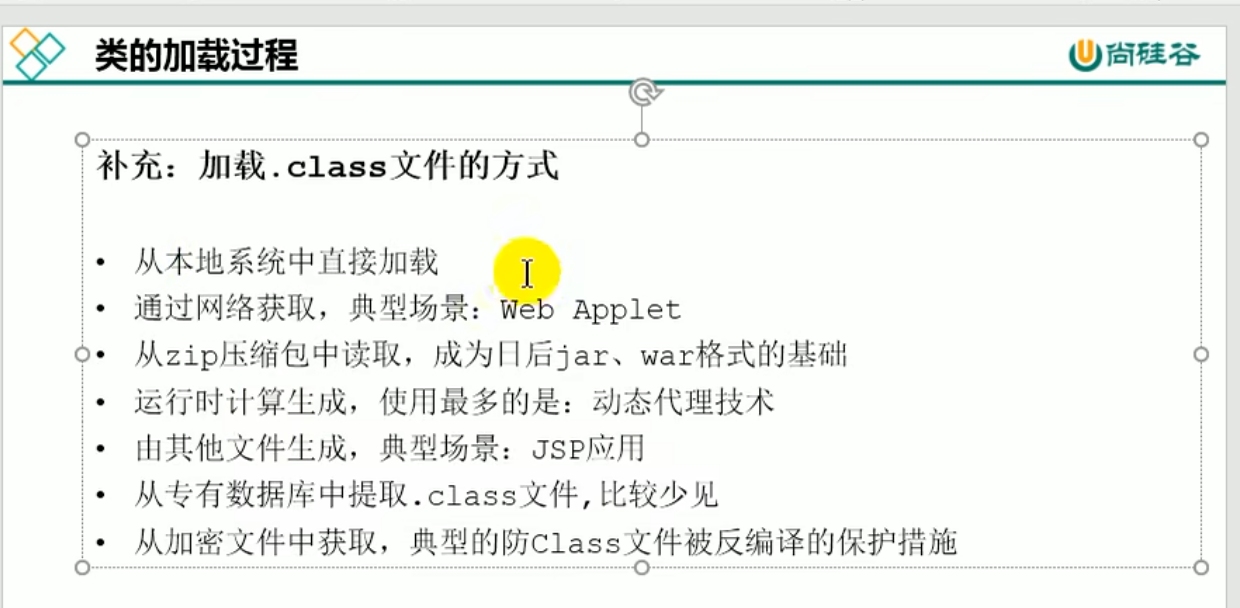 类的加载过程
尚硅谷
补充：加载.class文件的方式
• 从本地系统中直接加载
• 通过网络获取，典型场景：Web Applet
• 从zip压缩包中读取，成为日后jar、war格式的基础
• 运行时计算生成，使用最多的是：动态代理技术
• 由其他文件生成，典型场景：JSP应用
• 从专有数据库中提取.class文件,比较少见
• 从加密文件中获取，典型的防Class文件被反编译的保护措施